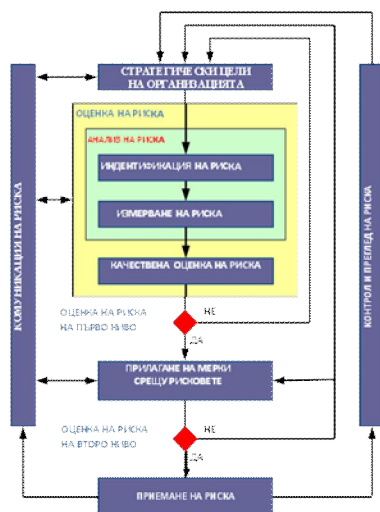 СТРАТЕГИЧЕСКИ ЦЕЛИ
НА ОРГАНИЗАЦИЯТА
ОЦЕНКА НА РИСКА
АНАЛИЗ НА РИСКА
ИНДЕНТИФИКАЦИЯ НА РИСКА
ИЗМЕРВАНЕ НА РИСКА
КАЧЕСТВЕНА ОЦЕНКА НА РИСКА
ОЦЕНКА НА РИСКА
НА ПЪРВО НИВО
НЕ
ДА
ПРИЛАГАНЕ НА МЕРКИ
СРЕЩУ РИСКОВЕТЕ
ОЦЕНКА НА РИСКА
НА ВТОРО НИВО
НЕ
ДА
ПРИЕМАНЕ НА РИСКА
КОМУНИКАЦИЯ НА РИСКА
КОНТРОЛ И ПРЕГЛЕД НА РИСКА